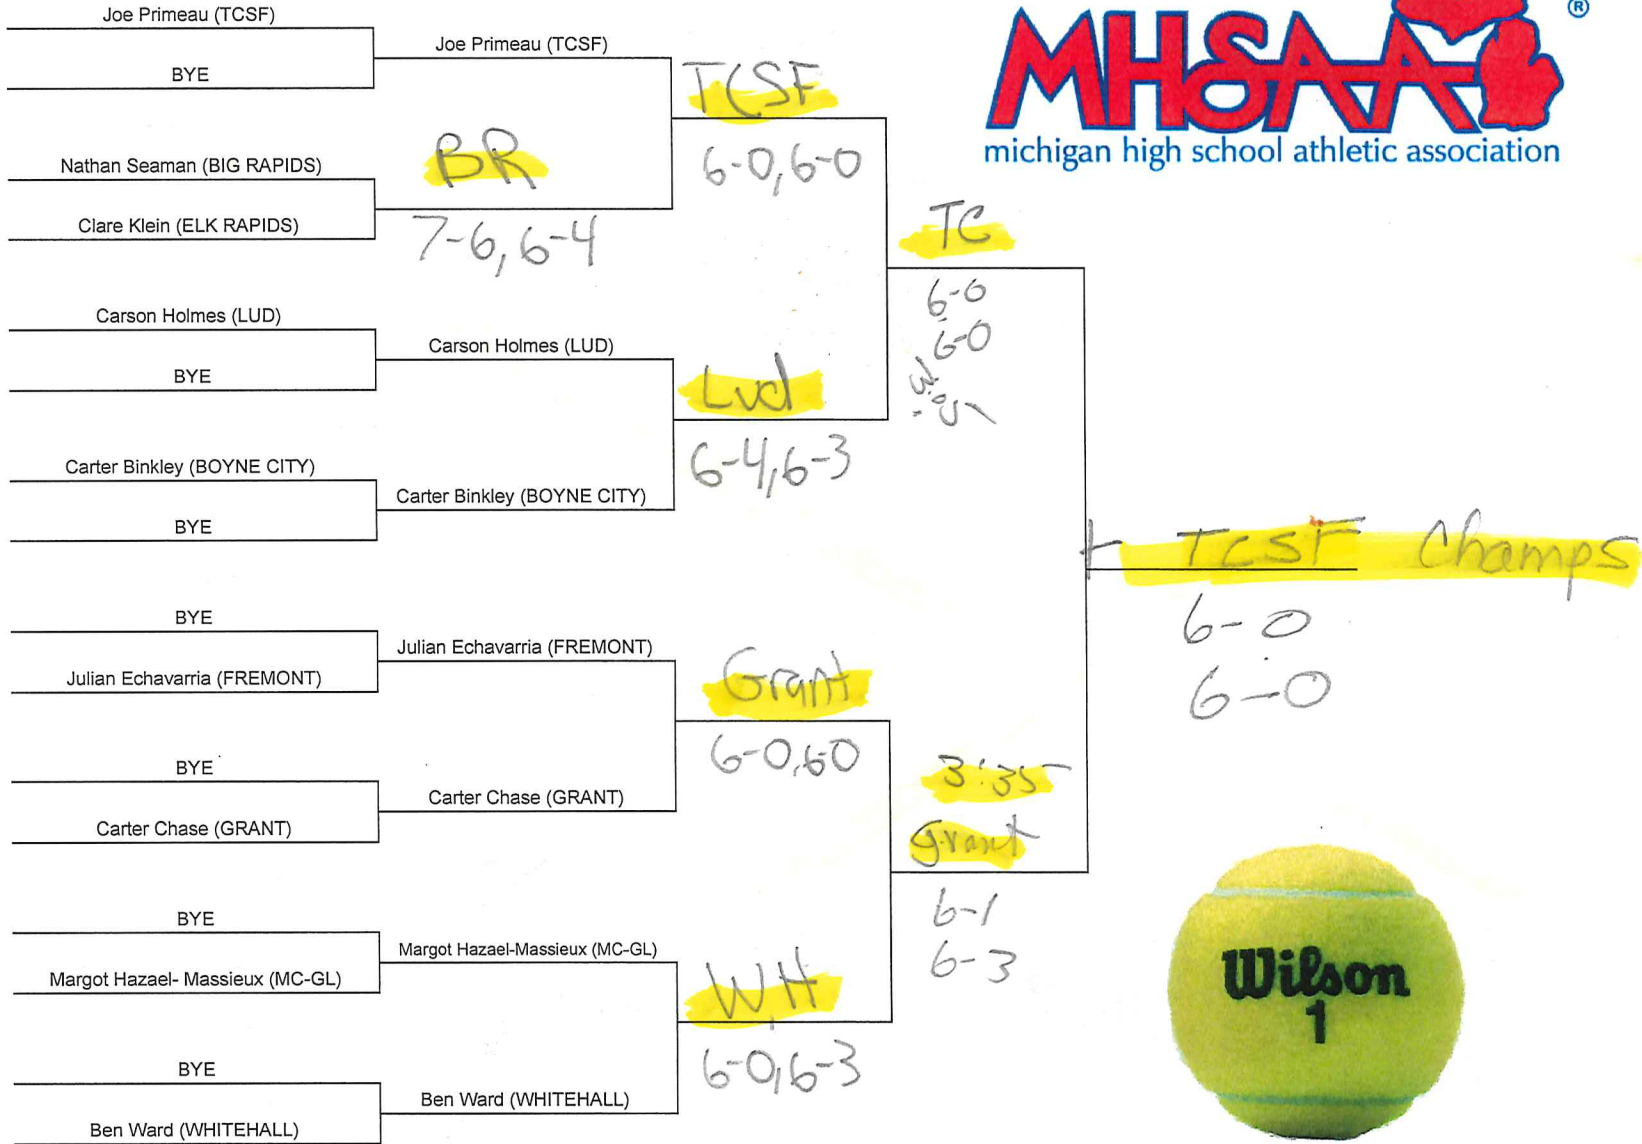 Joe Primeau (TCSF)
BYE
Nathan Seaman (BIG RAPIDS)
Clare Klein (ELK RAPIDS)
Carson Holmes (LUD)
BYE
Carter Binkley (BOYNE CITY)
BYE
BYE
Julian Echavarria (FREMONT)
BYE
Carter Chase (GRANT)
BYE
Margot Hazael- Massieux (MC-GL)
BYE
Ben Ward (WHITEHALL)
Joe Primeau (TCSF)
BR
7-6, 6-4
Carson Holmes (LUD)
Carter Binkley (BOYNE CITY)
Julian Echavarria (FREMONT)
Carter Chase (GRANT)
Margot Hazael-Massieux (MC-GL)
Ben Ward (WHITEHALL)
TCSF
6-0, 6-0
Lud
6-4, 6-3
Grant
6-0, 6-0
WH
6-0, 6-3
TC
6-0
6-0
3:35
grant
6-1
6-3
TCSF Champs
6-0
6-0
MHSAA ®
michigan high school athletic association
Wilson
1